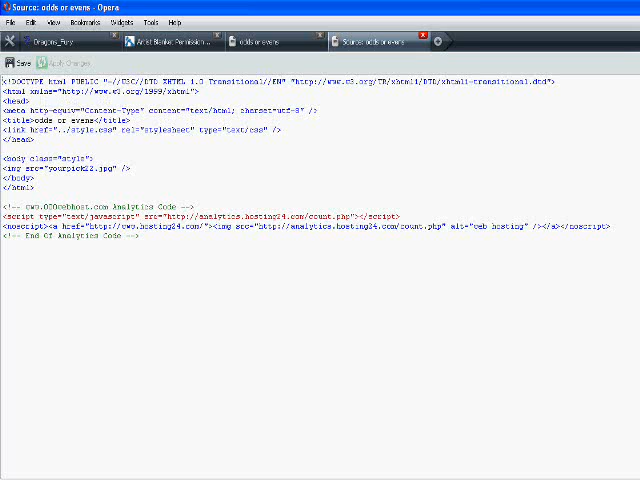 Source: odds or evens - Opera
File Edit View Bookmarks Widgets Tools Help
Dragons_Fury Artist Blanket Permission... odds or evens Source: odds or evens
Save Apply Changes
<!DOCTYPE html PUBLIC "-//W3C//DTD XHTML 1.0 Transitional//EN" "http://www.w3.org/TR/xhtml1/DTD/xhtml1-transitional.dtd">
<html xmlns="http://www.w3.org/1999/xhtml">
<head>
<meta http-equiv="Content-Type" content="text/html; charset=utf-8" />
<title>odds or evens</title>
<link href="../style.css" rel="stylesheet" type="text/css" />
</head>
<body class="style">
<img src="yourpick22.jpg" />
</body>
</html>
<!-- www.000webhost.com Analytics Code -->
<script type="text/javascript" src="http://analytics.hosting24.com/count.php"></script>
<noscript><a href="http://www.hosting24.com/"><img src="http://analytics.hosting24.com/count.php" alt="web hosting" /></a></noscript>
<!-- End Of Analytics Code -->